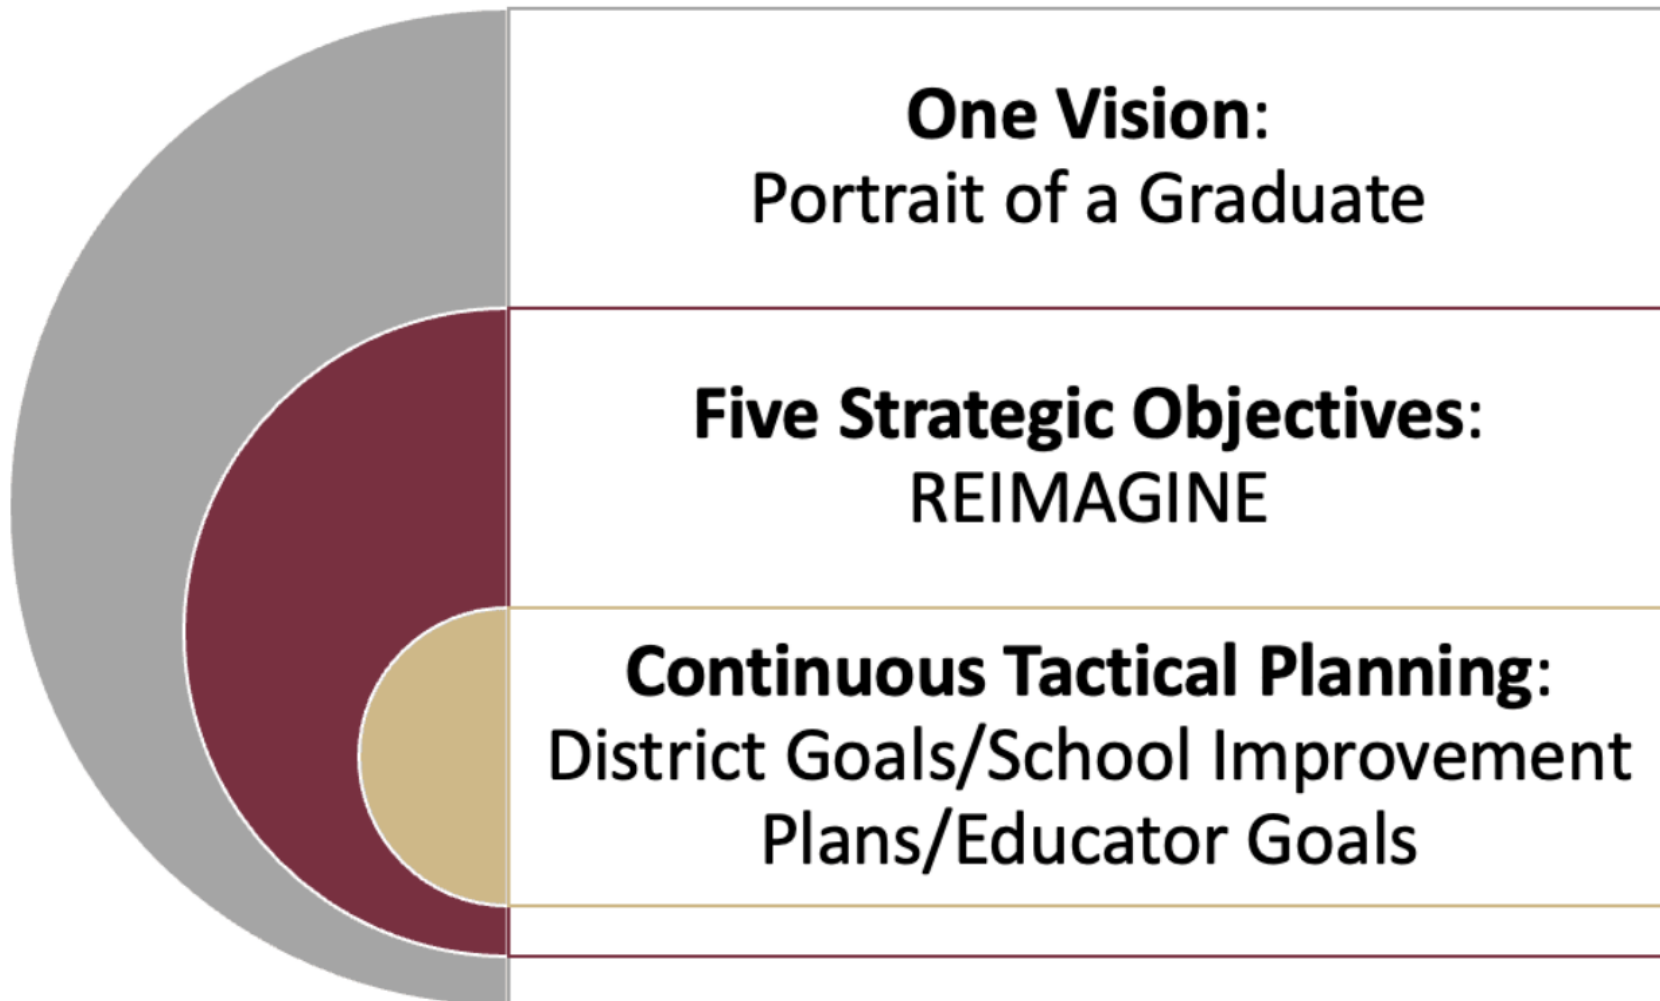 One Vision:
Portrait of a Graduate
Five Strategic Objectives:
REIMAGINE
Continuous Tactical Planning:
District Goals/School Improvement
Plans/Educator Goals